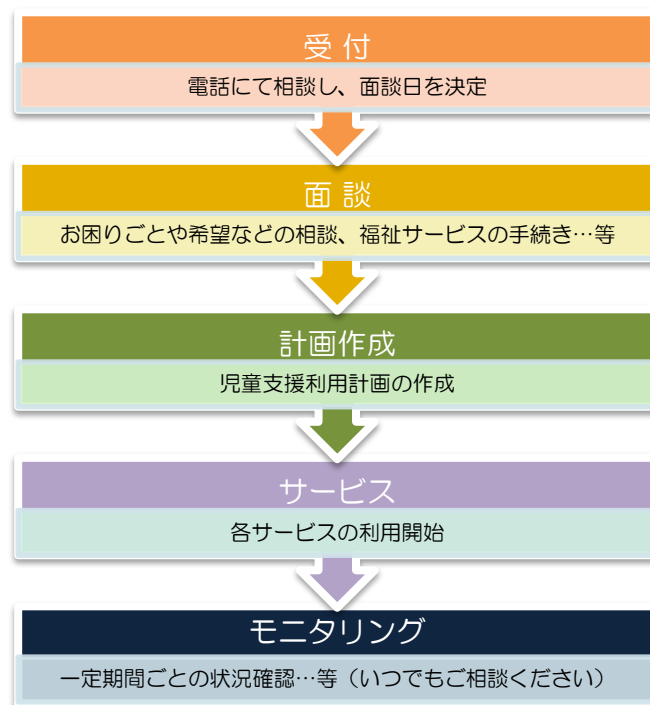 受 付
電話にて相談し、面談日を決定
面 談
お困りごとや希望などの相談、福祉サービスの手続き…等
計画作成
児童支援利用計画の作成
サービス
各サービスの利用開始
モニタリング
一定期間ごとの状況確認…等（いつでもご相談ください）